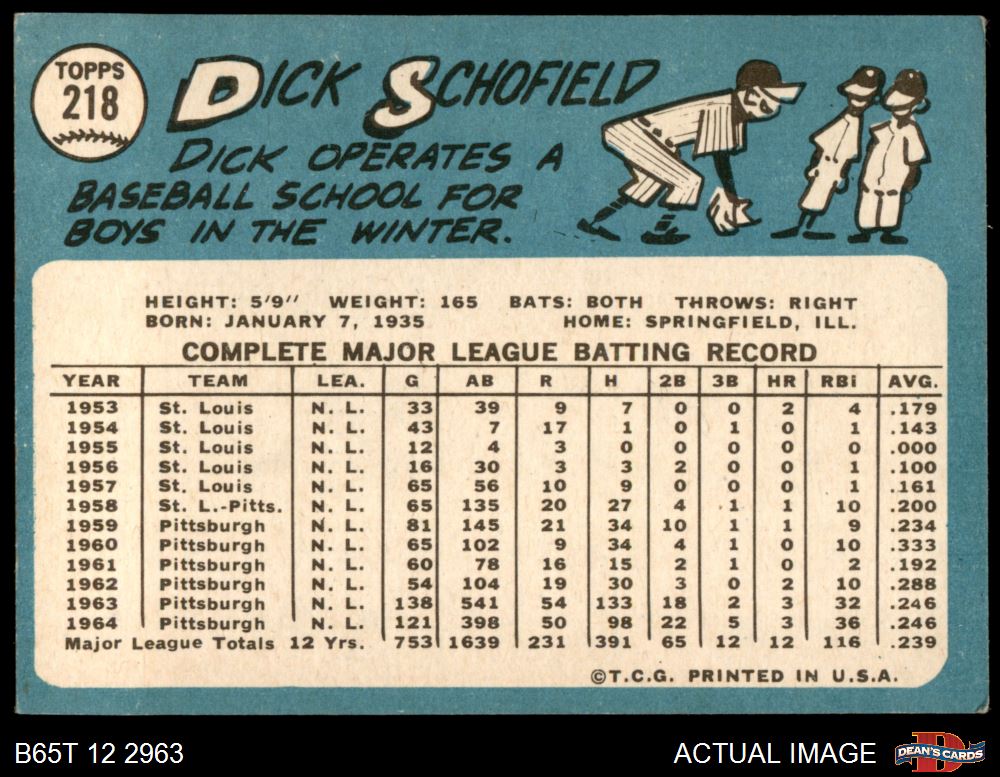 TOPPS
218
DICK SCHOFIELD
DICK OPERATES A
BASEBALL SCHOOL FOR
BOYS IN THE WINTER.
HEIGHT: 5'9" WEIGHT: 165 BATS: BOTH THROWS: RIGHT
BORN: JANUARY 7, 1935 HOME: SPRINGFIELD, ILL.
COMPLETE MAJOR LEAGUE BATTING RECORD
YEAR TEAM LEA. G AB R H 2B 3B HR RBi AVG.
1953 St. Louis N. L. 33 39 9 7 0 0 2 4 .179
1954 St. Louis N. L. 43 7 17 1 0 1 0 1 .143
1955 St. Louis N. L. 12 4 3 0 0 0 0 0 .000
1956 St. Louis N. L. 16 30 3 3 2 0 0 1 .100
1957 St. Louis N. L. 65 56 10 9 0 0 0 1 .161
1958 St. L.-Pitts. N. L. 65 135 20 27 4 1 1 10 .200
1959 Pittsburgh N. L. 81 145 21 34 10 1 1 9 .234
1960 Pittsburgh N. L. 65 102 9 34 4 1 0 10 .333
1961 Pittsburgh N. L. 60 78 16 15 2 1 0 2 .192
1962 Pittsburgh N. L. 54 104 19 30 3 0 2 10 .288
1963 Pittsburgh N. L. 138 541 54 133 18 2 3 32 .246
1964 Pittsburgh N. L. 121 398 50 98 22 5 3 36 .246
Major League Totals 12 Yrs. 753 1639 231 391 65 12 12 116 .239
©T.C.G. PRINTED IN U.S.A.
B65T 12 2963 ACTUAL IMAGE DEAN'S CARDS